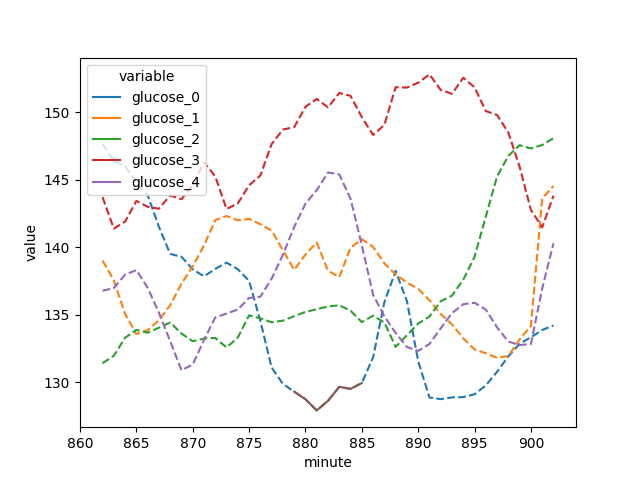 variable
glucose_0
glucose_1
glucose_2
glucose_3
glucose_4
150
145
140
135
130
value
860 865 870 875 880 885 890 895 900
minute